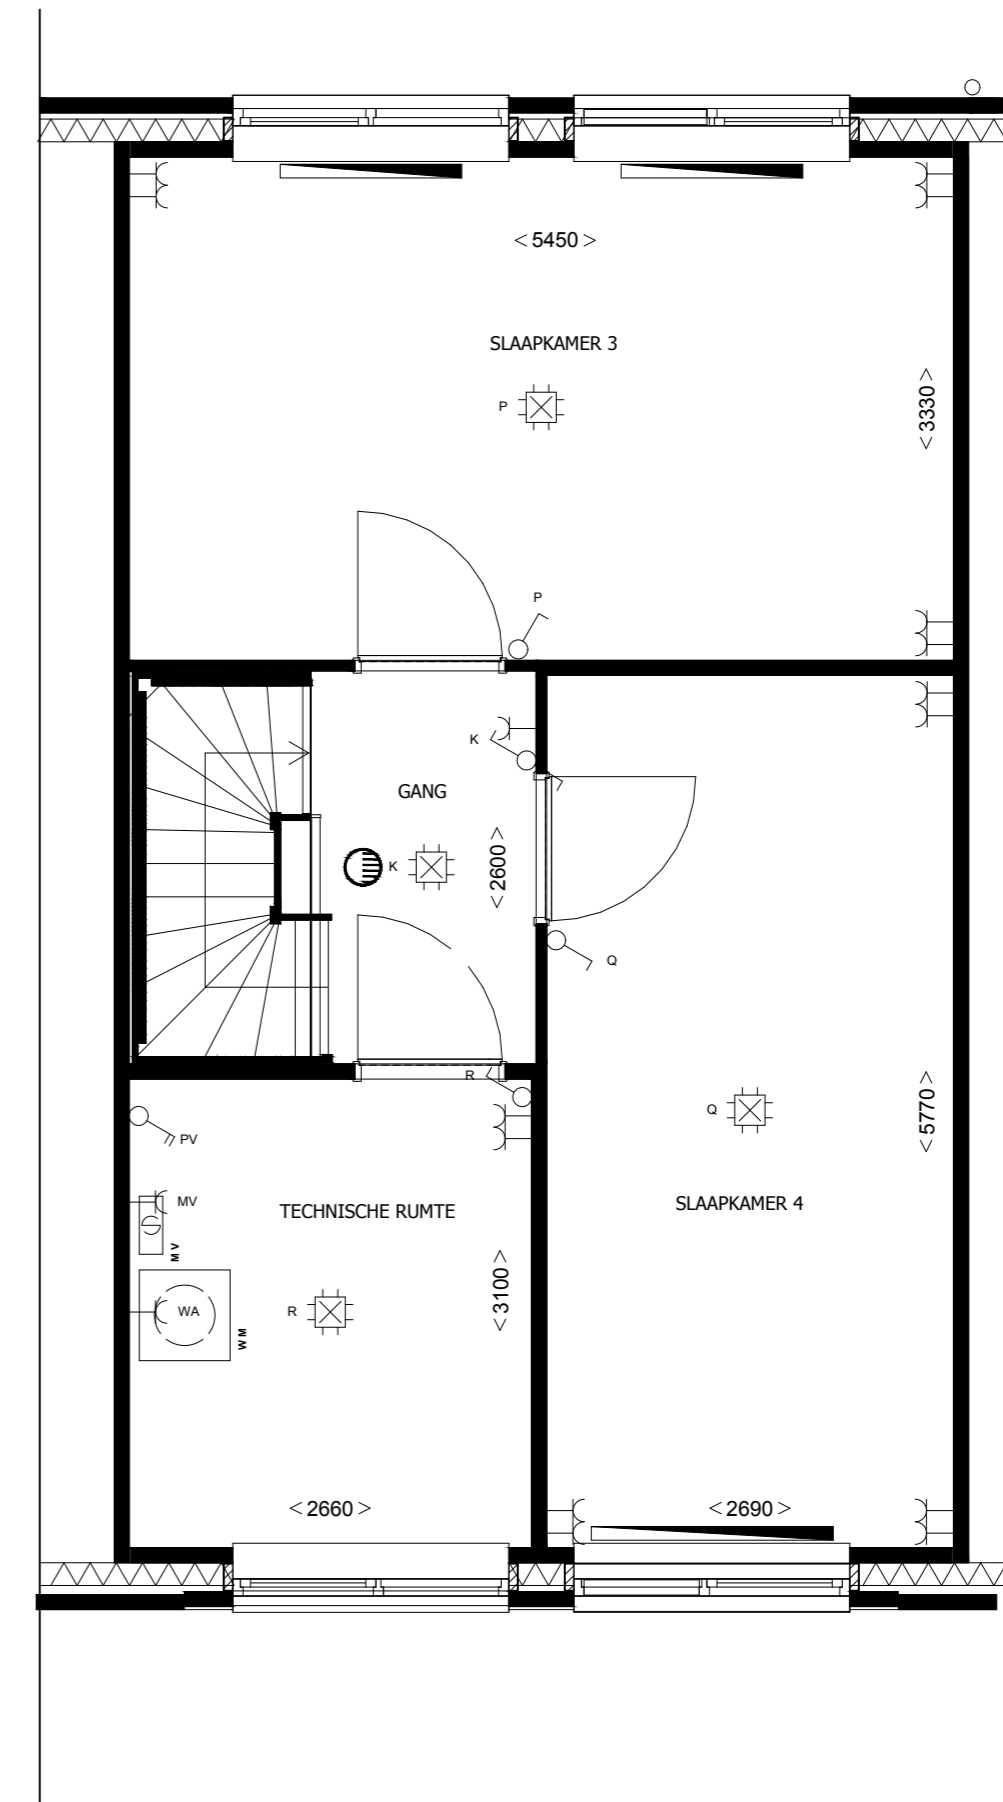 <5450>
SLAAPKAMER 3
P
<3330>
P
K
GANG
K
<2600>
Q
R
PV
Q
<5770>
MV
TECHNISCHE RUMTE
SLAAPKAMER 4
MV
<3100>
WA
R
WM
<2660>
<2690>